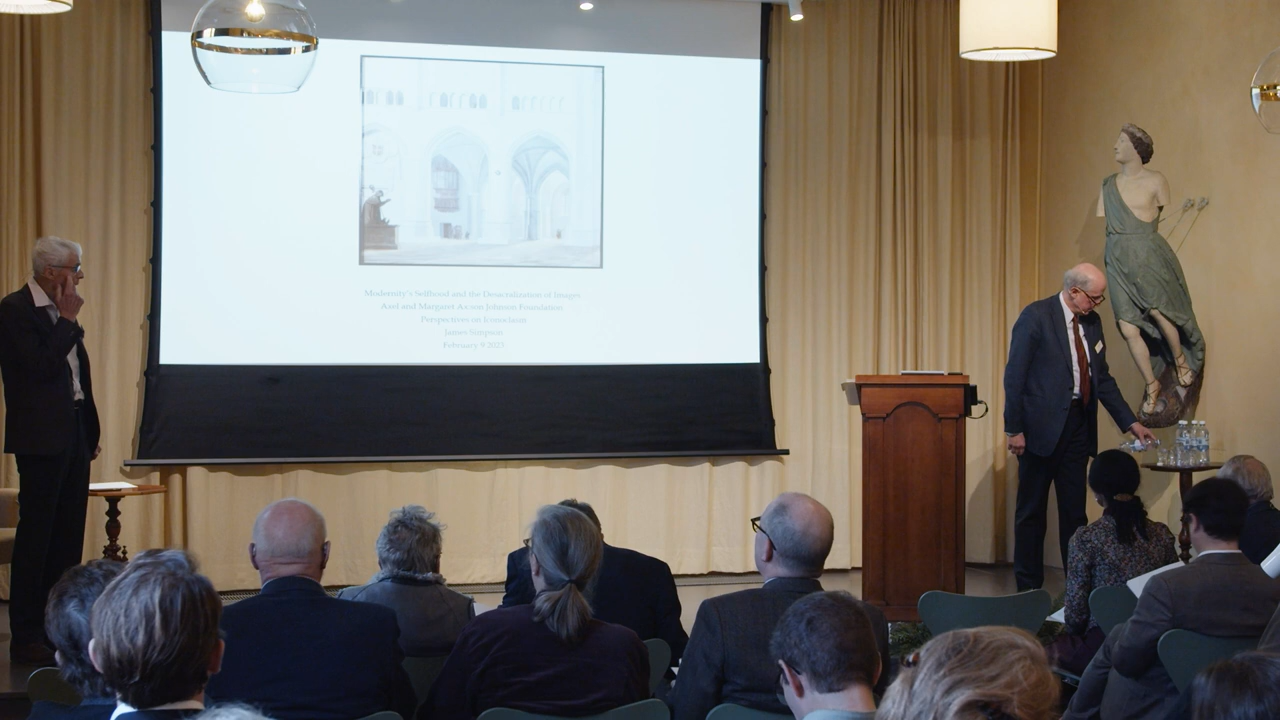 Modernity's Selfhood and the Desacralization of Images
Axel and Margaret Ax:son Johnson Foundation
Perspectives on Iconoclasm
James Simpson
February 9 2023